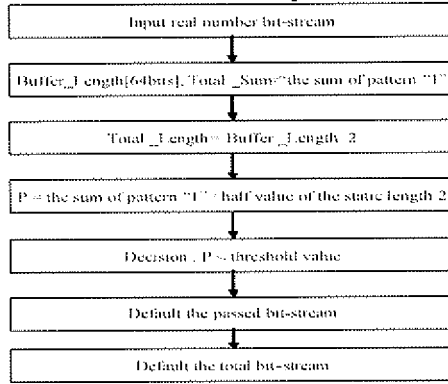 Input real number bit-stream
Buffer_Length[64bits], Total_Sum="the sum of pattern "1"
Total_Length= Buffer_Length 2
P = the sum of pattern "1" half value of the static length 2
Decision : P threshold value
Default the passed bit-stream
Default the total bit-stream